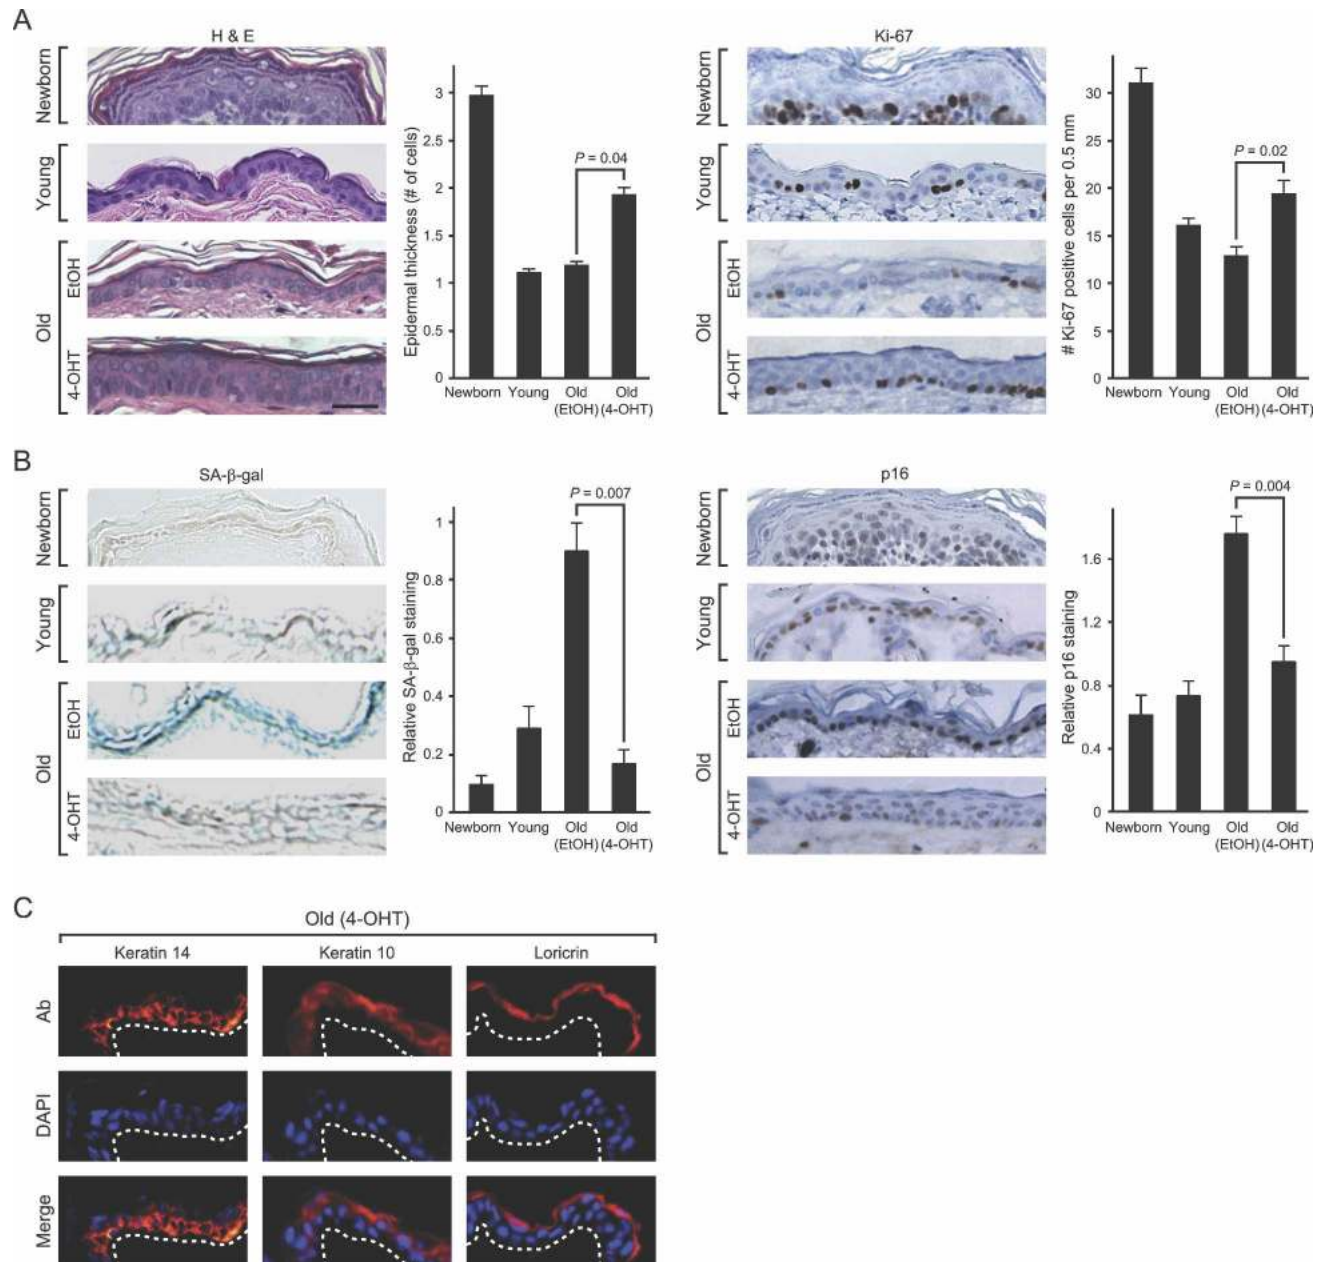 A
H & E
Newborn
Young
Old
EtOH
4-OHT
Epidermal thickness (# of cells)
3
2.5
2
1.5
1
0.5
0
P = 0.04
Newborn Young Old (EtOH) Old (4-OHT)
Ki-67
Newborn
Young
Old
EtOH
4-OHT
# Ki-67 positive cells per 0.5 mm
30
25
20
15
10
5
0
P = 0.02
Newborn Young Old (EtOH) Old (4-OHT)
B
SA-β-gal
Newborn
Young
Old
EtOH
4-OHT
Relative SA-β-gal staining
1
0.8
0.6
0.4
0.2
0
P = 0.007
Newborn Young Old (EtOH) Old (4-OHT)
p16
Newborn
Young
Old
EtOH
4-OHT
Relative p16 staining
1.6
1.2
0.8
0.4
0
P = 0.004
Newborn Young Old (EtOH) Old (4-OHT)
C
Old (4-OHT)
Keratin 14 Keratin 10 Loricrin
Ab
DAPI
Merge